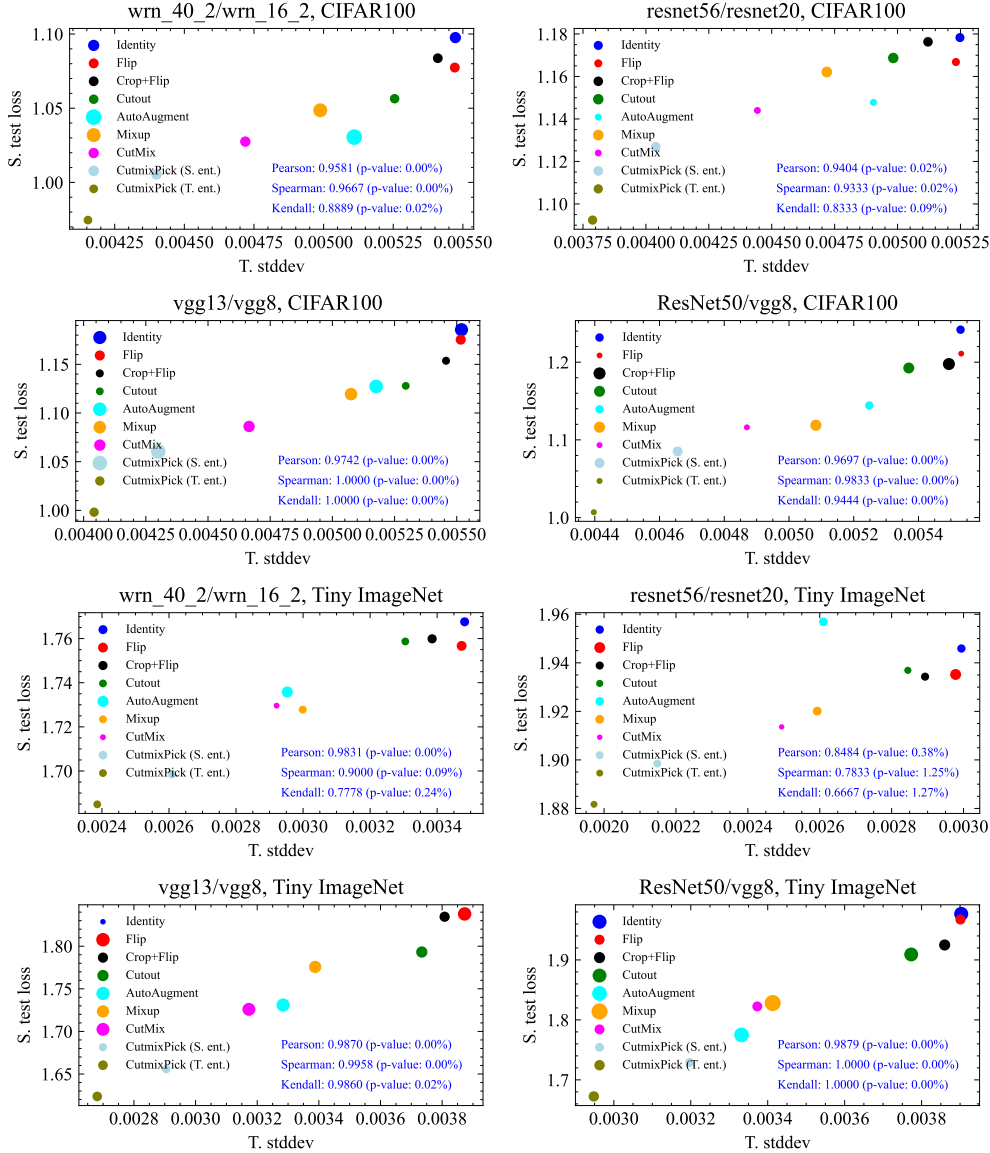 wrn_40_2/wrn_16_2, CIFAR100
S. test loss
1.10
1.05
1.00
Identity
Flip
Crop+Flip
Cutout
AutoAugment
Mixup
CutMix
CutmixPick (S. ent.)
CutmixPick (T. ent.)
Pearson: 0.9581 (p-value: 0.00%)
Spearman: 0.9667 (p-value: 0.00%)
Kendall: 0.8889 (p-value: 0.02%)
0.00425 0.00450 0.00475 0.00500 0.00525 0.00550
T. stddev
resnet56/resnet20, CIFAR100
S. test loss
1.18
1.16
1.14
1.12
1.10
Identity
Flip
Crop+Flip
Cutout
AutoAugment
Mixup
CutMix
CutmixPick (S. ent.)
CutmixPick (T. ent.)
Pearson: 0.9404 (p-value: 0.02%)
Spearman: 0.9333 (p-value: 0.02%)
Kendall: 0.8333 (p-value: 0.09%)
0.00375 0.00400 0.00425 0.00450 0.00475 0.00500 0.00525
T. stddev
vgg13/vgg8, CIFAR100
S. test loss
1.15
1.10
1.05
1.00
Identity
Flip
Crop+Flip
Cutout
AutoAugment
Mixup
CutMix
CutmixPick (S. ent.)
CutmixPick (T. ent.)
Pearson: 0.9742 (p-value: 0.00%)
Spearman: 1.0000 (p-value: 0.00%)
Kendall: 1.0000 (p-value: 0.00%)
0.00400 0.00425 0.00450 0.00475 0.00500 0.00525 0.00550
T. stddev
ResNet50/vgg8, CIFAR100
S. test loss
1.2
1.1
1.0
Identity
Flip
Crop+Flip
Cutout
AutoAugment
Mixup
CutMix
CutmixPick (S. ent.)
CutmixPick (T. ent.)
Pearson: 0.9697 (p-value: 0.00%)
Spearman: 0.9833 (p-value: 0.00%)
Kendall: 0.9444 (p-value: 0.00%)
0.0044 0.0046 0.0048 0.0050 0.0052 0.0054
T. stddev
wrn_40_2/wrn_16_2, Tiny ImageNet
S. test loss
1.76
1.74
1.72
1.70
Identity
Flip
Crop+Flip
Cutout
AutoAugment
Mixup
CutMix
CutmixPick (S. ent.)
CutmixPick (T. ent.)
Pearson: 0.9831 (p-value: 0.00%)
Spearman: 0.9000 (p-value: 0.09%)
Kendall: 0.7778 (p-value: 0.24%)
0.0024 0.0026 0.0028 0.0030 0.0032 0.0034
T. stddev
resnet56/resnet20, Tiny ImageNet
S. test loss
1.96
1.94
1.92
1.90
1.88
Identity
Flip
Crop+Flip
Cutout
AutoAugment
Mixup
CutMix
CutmixPick (S. ent.)
CutmixPick (T. ent.)
Pearson: 0.8484 (p-value: 0.38%)
Spearman: 0.7833 (p-value: 1.25%)
Kendall: 0.6667 (p-value: 1.27%)
0.0020 0.0022 0.0024 0.0026 0.0028 0.0030
T. stddev
vgg13/vgg8, Tiny ImageNet
S. test loss
1.80
1.75
1.70
1.65
Identity
Flip
Crop+Flip
Cutout
AutoAugment
Mixup
CutMix
CutmixPick (S. ent.)
CutmixPick (T. ent.)
Pearson: 0.9870 (p-value: 0.00%)
Spearman: 0.9958 (p-value: 0.00%)
Kendall: 0.9860 (p-value: 0.02%)
0.0028 0.0030 0.0032 0.0034 0.0036 0.0038
T. stddev
ResNet50/vgg8, Tiny ImageNet
S. test loss
1.9
1.8
1.7
Identity
Flip
Crop+Flip
Cutout
AutoAugment
Mixup
CutMix
CutmixPick (S. ent.)
CutmixPick (T. ent.)
Pearson: 0.9879 (p-value: 0.00%)
Spearman: 1.0000 (p-value: 0.00%)
Kendall: 1.0000 (p-value: 0.00%)
0.0030 0.0032 0.0034 0.0036 0.0038
T. stddev